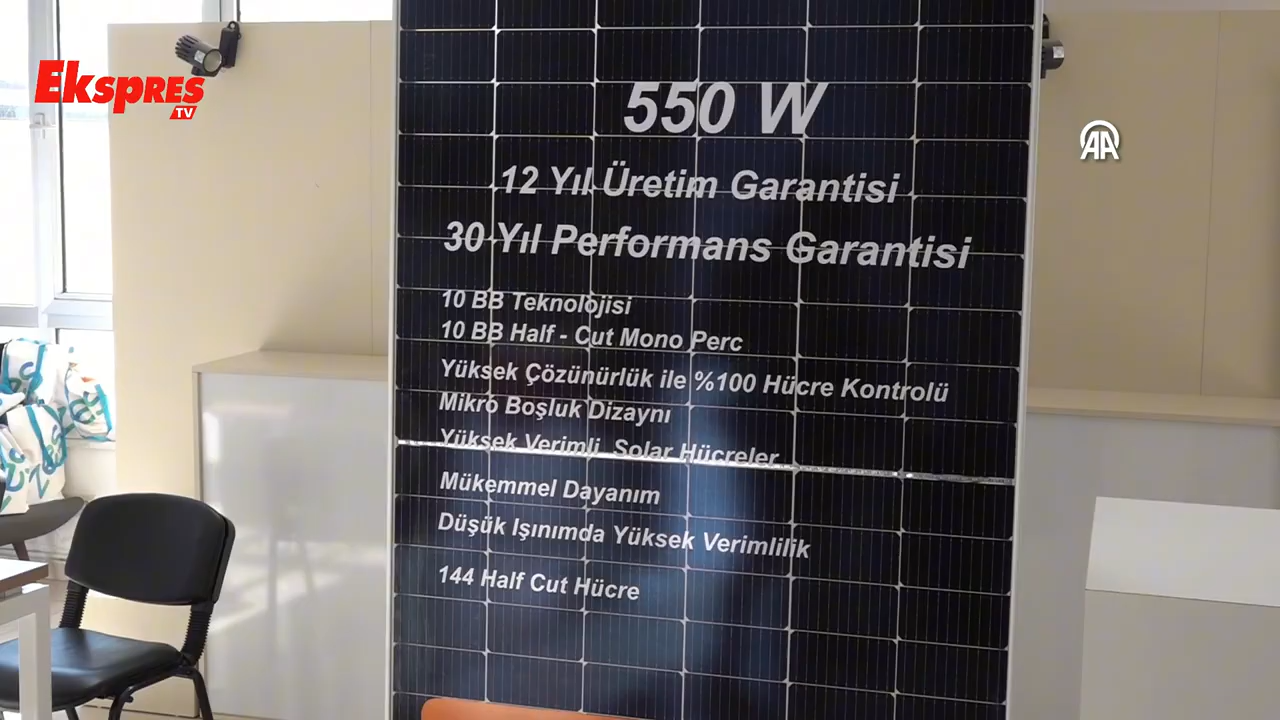 EKSPRES
TV
AA
550 W
12 Yıl Üretim Garantisi
30 Yıl Performans Garantisi
10 BB Teknolojisi
10 BB Half - Cut Mono Perc
Yüksek Çözünürlük ile %100 Hücre Kontrolü
Mikro Boşluk Dizaynı
Yüksek Verimli Solar Hücreler
Mükemmel Dayanım
Düşük Işınımda Yüksek Verimlilik
144 Half Cut Hücre